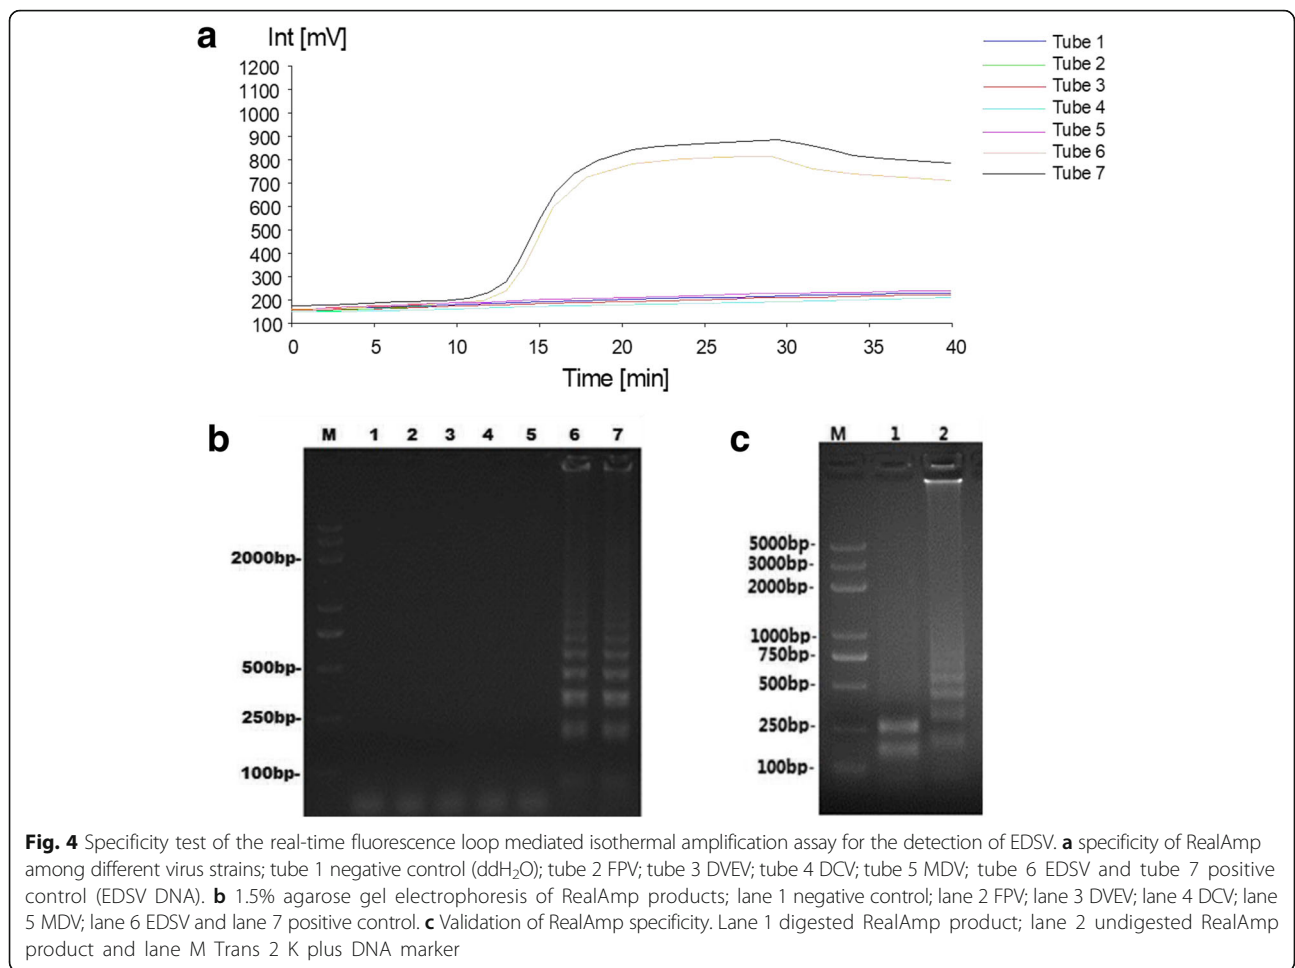 a
Int [mV]
1200
1100
1000
900
800
700
600
500
400
300
200
100
0 5 10 15 20 25 30 35 40
Time [min]
Tube 1
Tube 2
Tube 3
Tube 4
Tube 5
Tube 6
Tube 7
b
M 1 2 3 4 5 6 7
2000bp-
500bp-
250bp-
100bp-
c
M 1 2
5000bp-
3000bp-
2000bp-
1000bp-
750bp-
500bp-
250bp-
100bp-
Fig. 4 Specificity test of the real-time fluorescence loop mediated isothermal amplification assay for the detection of EDSV. a specificity of RealAmp
among different virus strains; tube 1 negative control (ddH₂O); tube 2 FPV; tube 3 DVEV; tube 4 DCV; tube 5 MDV; tube 6 EDSV and tube 7 positive
control (EDSV DNA). b 1.5% agarose gel electrophoresis of RealAmp products; lane 1 negative control; lane 2 FPV; lane 3 DVEV; lane 4 DCV; lane
5 MDV; lane 6 EDSV and lane 7 positive control. c Validation of RealAmp specificity. Lane 1 digested RealAmp product; lane 2 undigested RealAmp
product and lane M Trans 2 K plus DNA marker